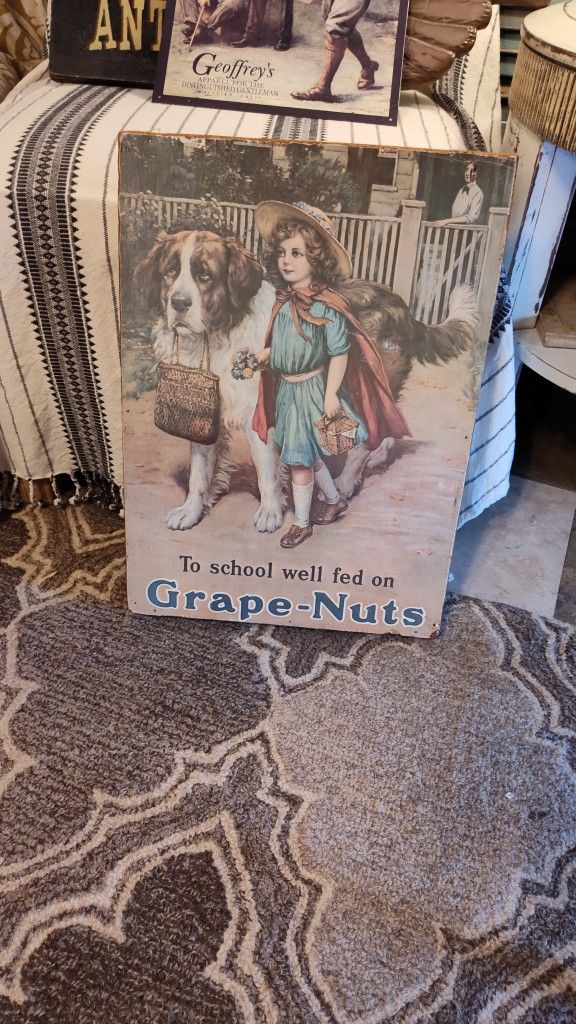 ANT
Geoffrey's
APPAREL FOR THE
DISTINGUISHED GENTLEMAN
To school well fed on
Grape-Nuts